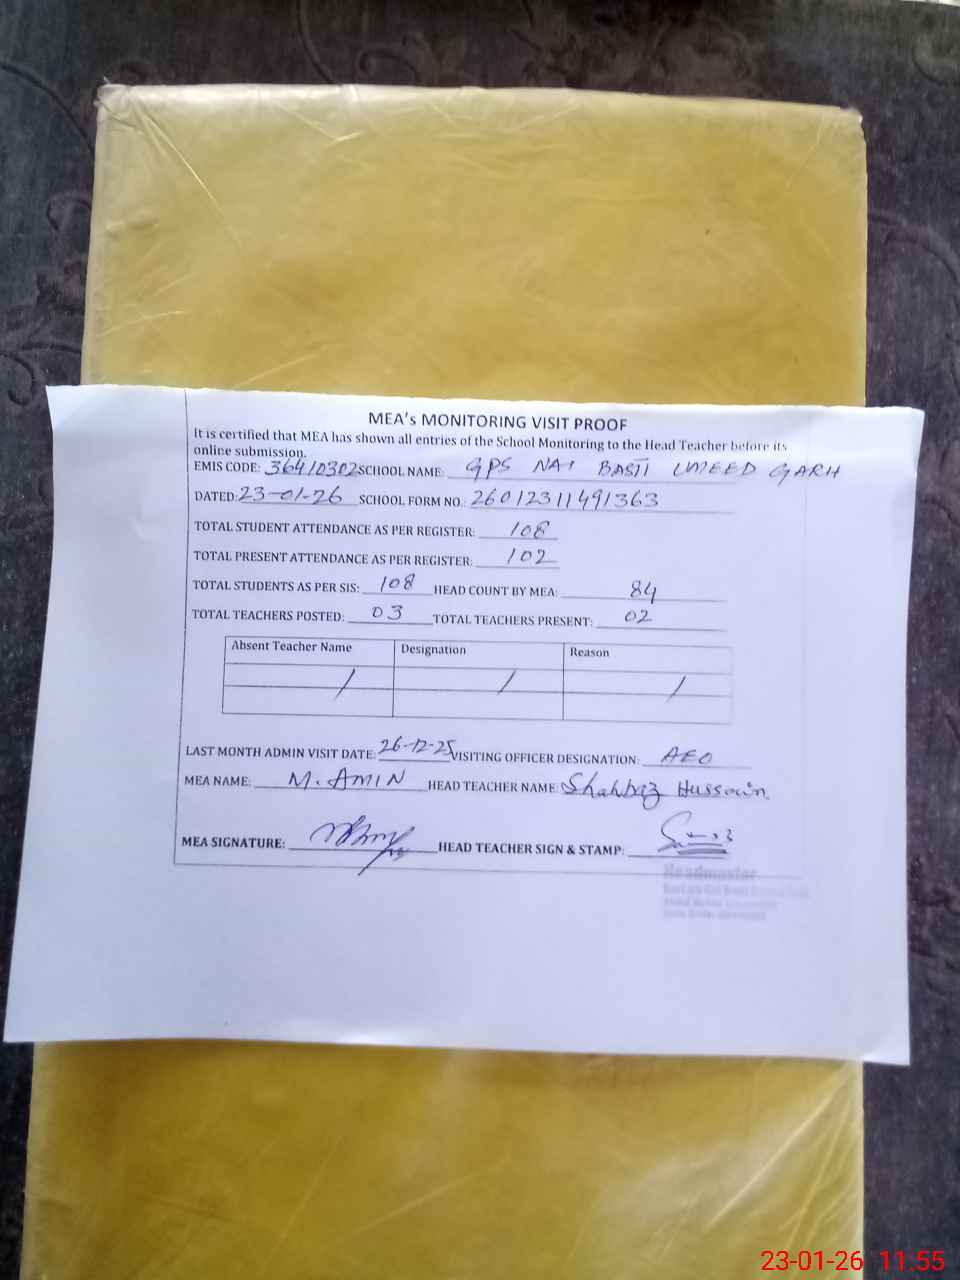 MEA's MONITORING VISIT PROOF
It is certified that MEA has shown all entries of the School Monitoring to the Head Teacher before its
online submission.
EMIS CODE: 36410302 SCHOOL NAME: GPS NAI BASTI UMEED GARH
DATED: 23-01-26 SCHOOL FORM NO.: 26012311491363
TOTAL STUDENT ATTENDANCE AS PER REGISTER: 108
TOTAL PRESENT ATTENDANCE AS PER REGISTER: 102
TOTAL STUDENTS AS PER SIS: 108 HEAD COUNT BY MEA: 84
TOTAL TEACHERS POSTED: 03 TOTAL TEACHERS PRESENT: 02
Absent Teacher Name Designation Reason
/ / /
LAST MONTH ADMIN VISIT DATE: 26-12-25 VISITING OFFICER DESIGNATION: AEO
MEA NAME: M. AMIN HEAD TEACHER NAME: Shahbaz Hussain
MEA SIGNATURE: HEAD TEACHER SIGN & STAMP:
Headmaster
23-01-26 11.55